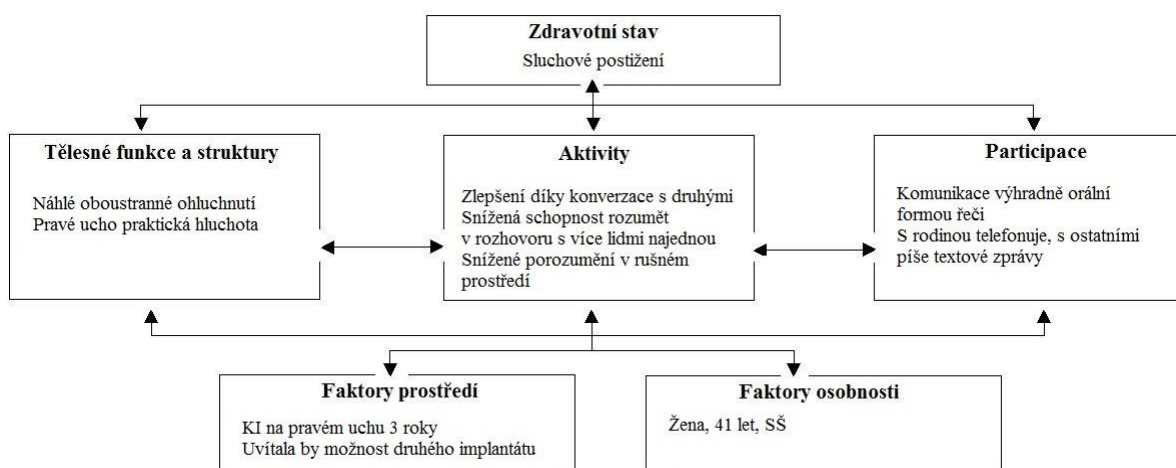 Zdravotní stav
Sluchové postižení
Tělesné funkce a struktury
Náhlé oboustranné ohluchnutí
Pravé ucho praktická hluchota
Aktivity
Zlepšení díky konverzace s druhými
Snížená schopnost rozumět
v rozhovoru s více lidmi najednou
Snížené porozumění v rušném
prostředí
Participace
Komunikace výhradně orální
formou řeči
S rodinou telefonuje, s ostatními
píše textové zprávy
Faktory prostředí
KI na pravém uchu 3 roky
Uvítala by možnost druhého implantátu
Faktory osobnosti
Žena, 41 let, SŠ